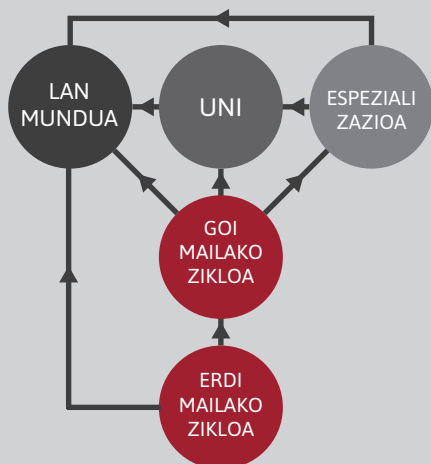 LAN
MUNDUA
UNI
ESPEZIALI
ZAZIOA
GOI
MAILAKO
ZIKLOA
ERDI
MAILAKO
ZIKLOA